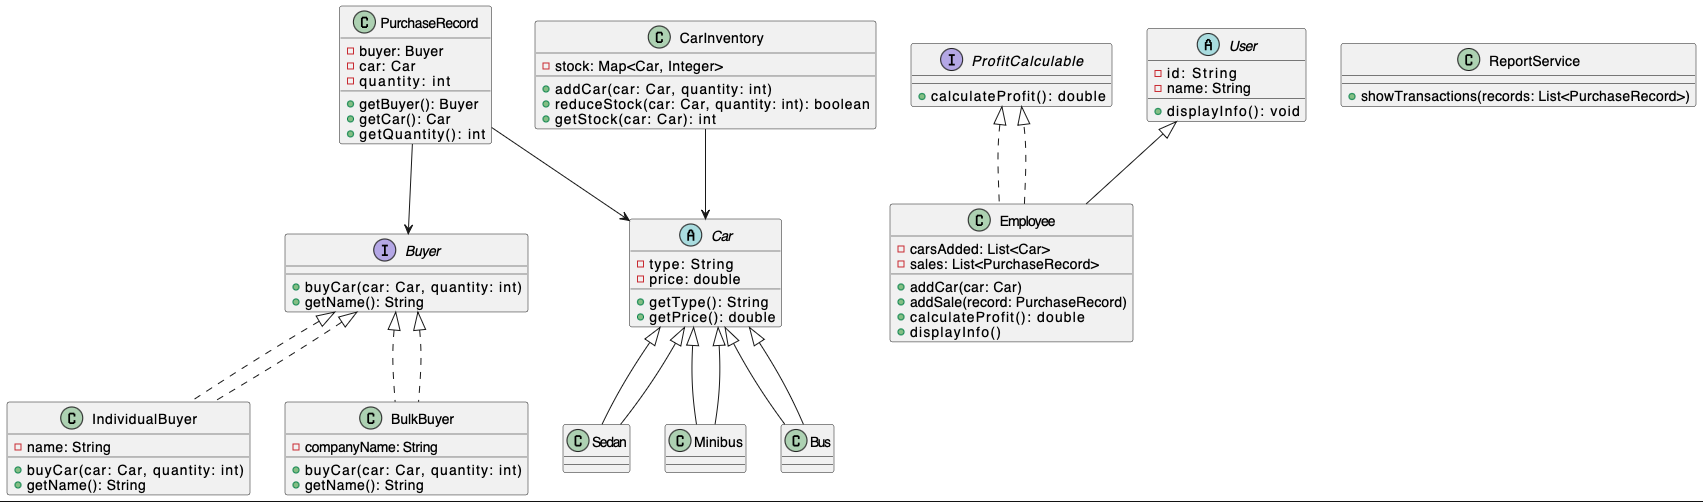 C PurchaseRecord
buyer: Buyer
car: Car
quantity: int
getBuyer(): Buyer
getCar(): Car
getQuantity(): int
C CarInventory
stock: Map<Car, Integer>
addCar(car: Car, quantity: int)
reduceStock(car: Car, quantity: int): boolean
getStock(car: Car): int
I ProfitCalculable
calculateProfit(): double
A User
id: String
name: String
displayInfo(): void
C ReportService
showTransactions(records: List<PurchaseRecord>)
I Buyer
buyCar(car: Car, quantity: int)
getName(): String
A Car
type: String
price: double
getType(): String
getPrice(): double
C Employee
carsAdded: List<Car>
sales: List<PurchaseRecord>
addCar(car: Car)
addSale(record: PurchaseRecord)
calculateProfit(): double
displayInfo()
C IndividualBuyer
name: String
buyCar(car: Car, quantity: int)
getName(): String
C BulkBuyer
companyName: String
buyCar(car: Car, quantity: int)
getName(): String
C Sedan
C Minibus
C Bus